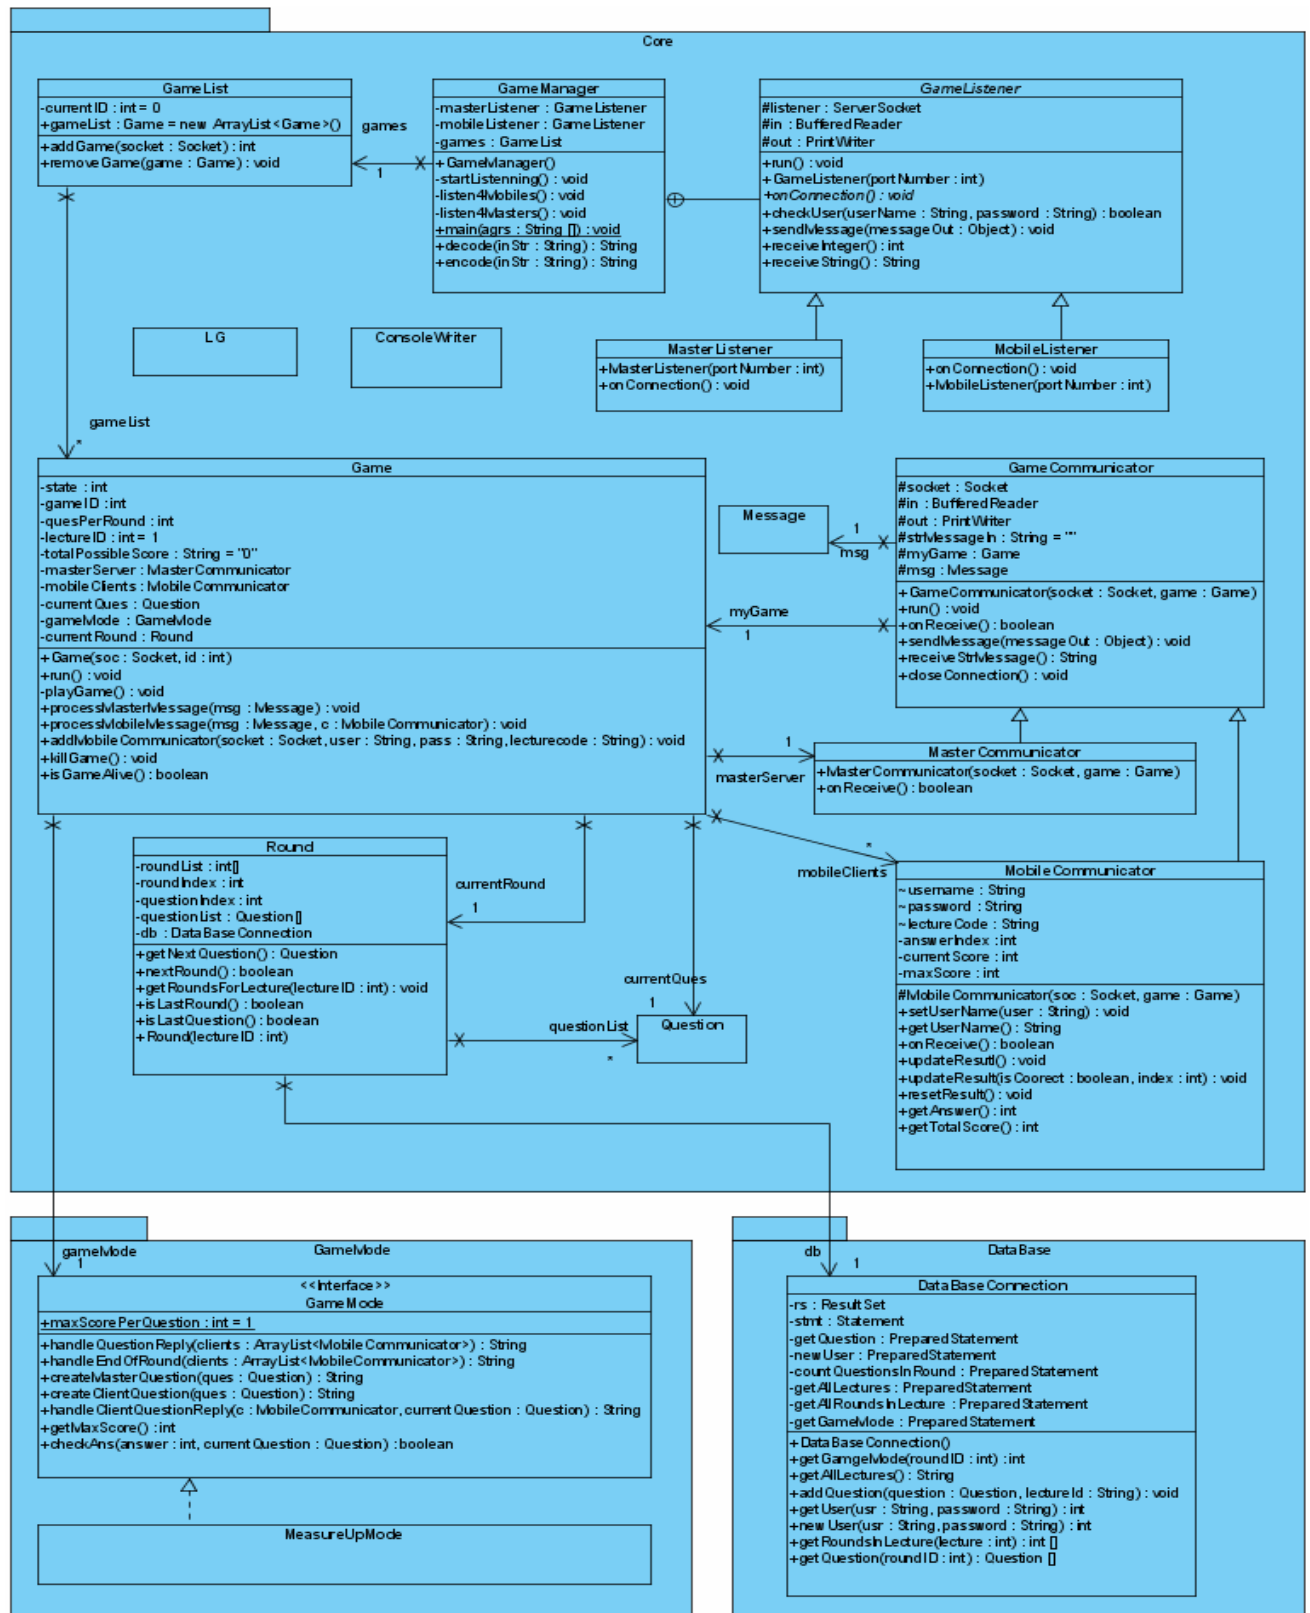 Core
GameList
-currentID : int = 0
+gameList : Game = new ArrayList<Game>()
+addGame(socket : Socket) : int
+removeGame(game : Game) : void
games
1
GameManager
-masterListener : GameListener
-mobileListener : GameListener
-games : GameList
+GameManager()
-startListenning() : void
-listen4Mobiles() : void
-listen4Masters() : void
+main(agrs : String []) : void
+decode(inStr : String) : String
+encode(inStr : String) : String
GameListener
#listener : ServerSocket
#in : BufferedReader
#out : PrintWriter
+run() : void
+GameListener(portNumber : int)
+onConnection() : void
+checkUser(userName : String, password : String) : boolean
+sendMessage(messageOut : Object) : void
+receiveInteger() : int
+receiveString() : String
LG
ConsoleWriter
MasterListener
+MasterListener(portNumber : int)
+onConnection() : void
MobileListener
+onConnection() : void
+MobileListener(portNumber : int)
gameList
*
Game
-state : int
-gameID : int
-quesPerRound : int
-lectureID : int = 1
-totalPossibleScore : String = "0"
-masterServer : MasterCommunicator
-mobileClients : MobileCommunicator
-currentQues : Question
-gameMode : GameMode
-currentRound : Round
+Game(soc : Socket, id : int)
+run() : void
-playGame() : void
+processMasterMessage(msg : Message) : void
+processMobileMessage(msg : Message, c : MobileCommunicator) : void
+addMobileCommunicator(socket : Socket, user : String, pass : String, lecturecode : String) : void
+killGame() : void
+isGameAlive() : boolean
Message
1
msg
myGame
1
GameCommunicator
#socket : Socket
#in : BufferedReader
#out : PrintWriter
#strMessageIn : String = ""
#myGame : Game
#msg : Message
+GameCommunicator(socket : Socket, game : Game)
+run() : void
+onReceive() : boolean
+sendMessage(messageOut : Object) : void
+receiveStrMessage() : String
+closeConnection() : void
1
masterServer
MasterCommunicator
+MasterCommunicator(socket : Socket, game : Game)
+onReceive() : boolean
Round
-roundList : int[]
-roundIndex : int
-questionIndex : int
-questionList : Question[]
-db : DataBaseConnection
+getNextQuestion() : Question
+nextRound() : boolean
+getRoundsForLecture(lectureID : int) : void
+isLastRound() : boolean
+isLastQuestion() : boolean
+Round(lectureID : int)
currentRound
1
currentQues
1
questionList
*
Question
*
mobileClients
MobileCommunicator
~username : String
~password : String
~lectureCode : String
-answerIndex : int
-currentScore : int
-maxScore : int
#MobileCommunicator(soc : Socket, game : Game)
+setUserName(user : String) : void
+getUserName() : String
+onReceive() : boolean
+updateResutl() : void
+updateResult(isCoorect : boolean, index : int) : void
+resetResult() : void
+getAnswer() : int
+getTotalScore() : int
GameMode
gameMode
1
<<Interface>>
GameMode
+maxScorePerQuestion : int = 1
+handleQuestionReply(clients : ArrayList<MobileCommunicator>) : String
+handleEndOfRound(clients : ArrayList<MobileCommunicator>) : String
+createMasterQuestion(ques : Question) : String
+createClientQuestion(ques : Question) : String
+handleClientQuestionReply(c : MobileCommunicator, currentQuestion : Question) : String
+getMaxScore() : int
+checkAns(answer : int, currentQuestion : Question) : boolean
MeasureUpMode
DataBase
db
1
DataBaseConnection
-rs : ResultSet
-stmt : Statement
-getQuestion : PreparedStatement
-newUser : PreparedStatement
-countQuestionsInRound : PreparedStatement
-getAllLectures : PreparedStatement
-getAllRoundsInLecture : PreparedStatement
-getGameMode : PreparedStatement
+DataBaseConnection()
+getGamgeMode(roundID : int) : int
+getAllLectures() : String
+addQuestion(question : Question, lectureId : String) : void
+getUser(usr : String, password : String) : int
+newUser(usr : String, password : String) : int
+getRoundsInLecture(lecture : int) : int []
+getQuestion(roundID : int) : Question []